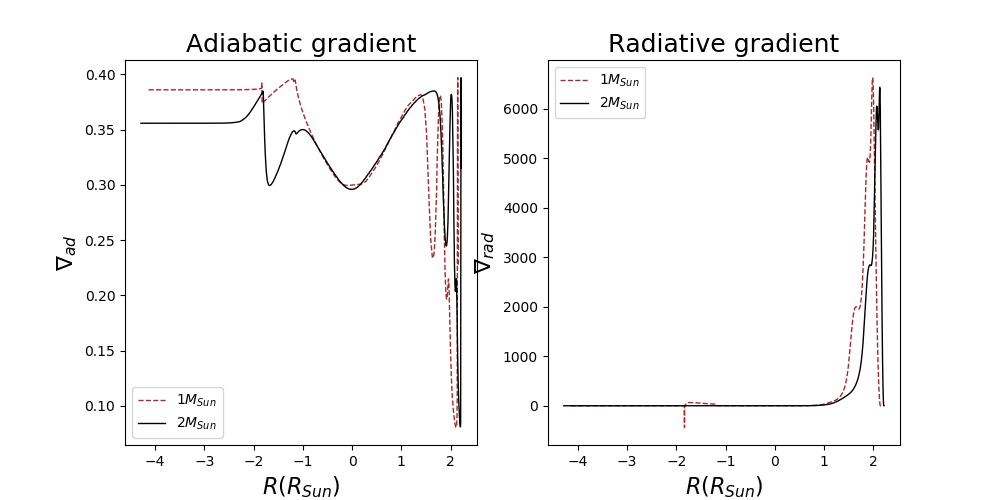 Adiabatic gradient
∇ad
0.40
0.35
0.30
0.25
0.20
0.15
0.10
1MSun
2MSun
−4 −3 −2 −1 0 1 2
R(RSun)
Radiative gradient
∇rad
6000
5000
4000
3000
2000
1000
0
1MSun
2MSun
−4 −3 −2 −1 0 1 2
R(RSun)